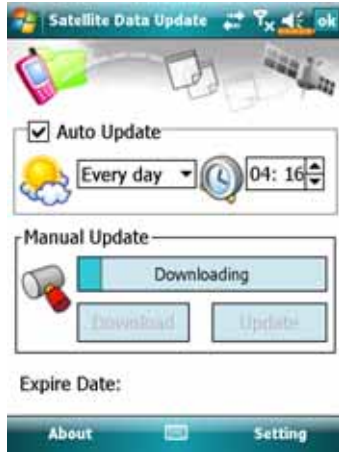 Satellite Data Update ok
Auto Update
Every day 04: 16
Manual Update
Downloading
Download Update
Expire Date:
About Setting